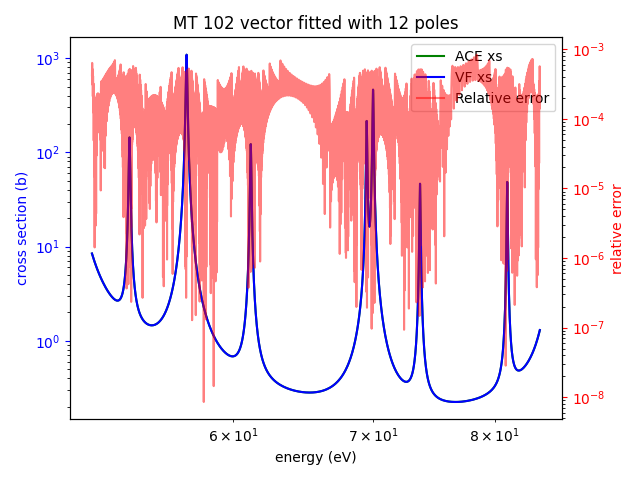 MT 102 vector fitted with 12 poles
ACE xs
VF xs
Relative error
cross section (b)
10³
10²
10¹
10⁰
relative error
10⁻³
10⁻⁴
10⁻⁵
10⁻⁶
10⁻⁷
10⁻⁸
6 × 10¹
7 × 10¹
8 × 10¹
energy (eV)